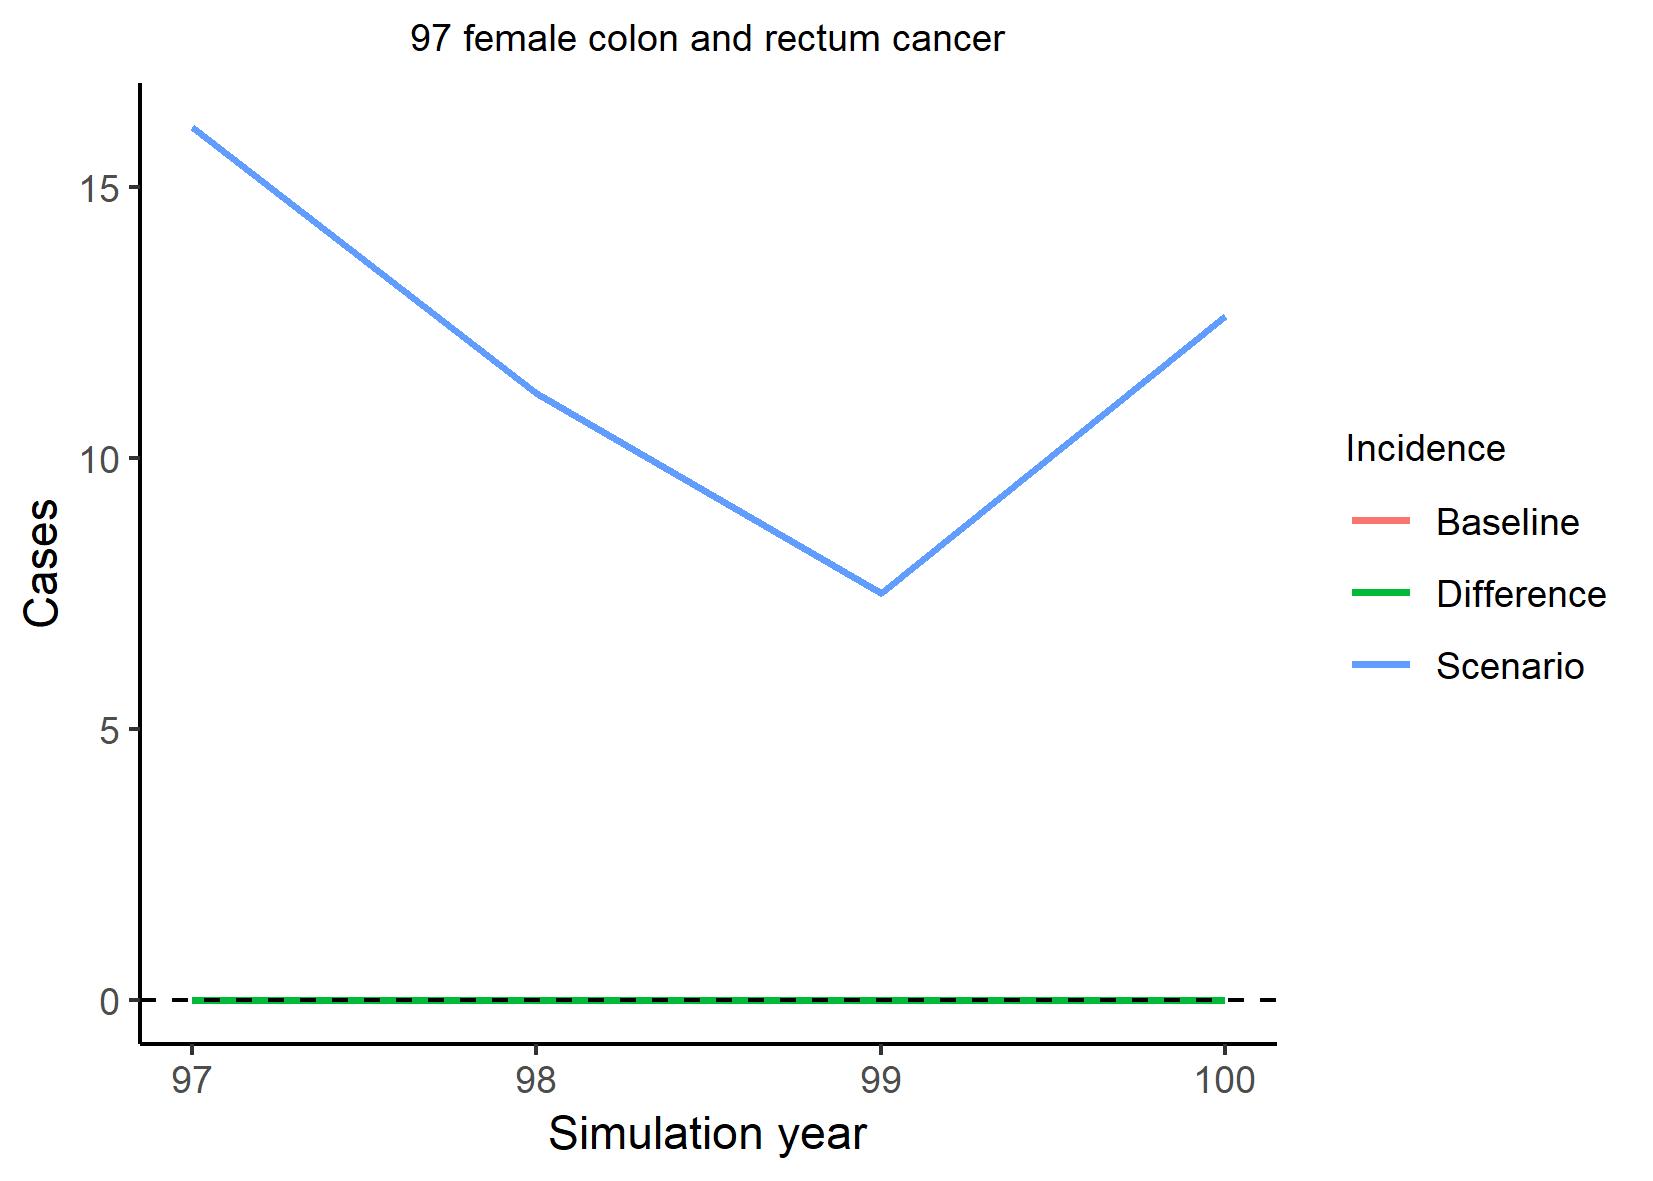 97 female colon and rectum cancer
Cases
15
10
5
0
97 98 99 100
Simulation year
Incidence
Baseline
Difference
Scenario